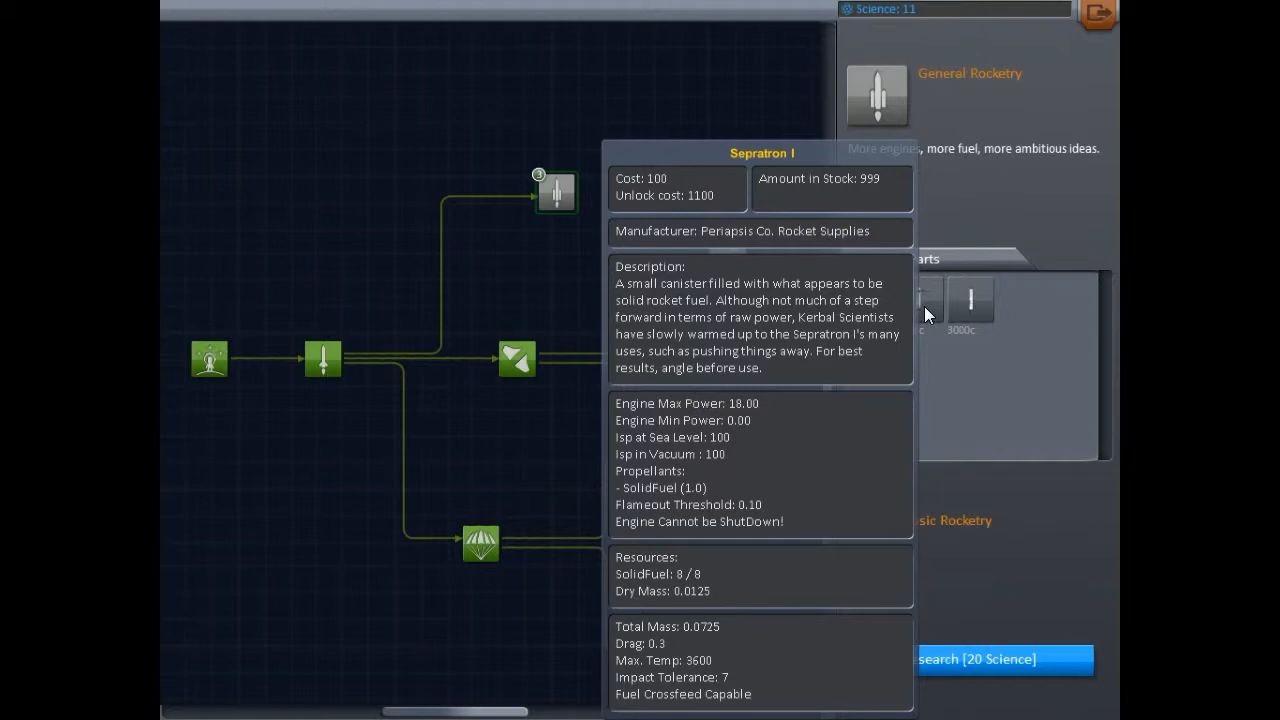 Science: 11
General Rocketry
More engines, more fuel, more ambitious ideas.
3
Sepratron I
Cost: 100
Unlock cost: 1100
Amount in Stock: 999
Manufacturer: Periapsis Co. Rocket Supplies
Description:
A small canister filled with what appears to be
solid rocket fuel. Although not much of a step
forward in terms of raw power, Kerbal Scientists
have slowly warmed up to the Sepratron I's many
uses, such as pushing things away. For best
results, angle before use.
Engine Max Power: 18.00
Engine Min Power: 0.00
Isp at Sea Level: 100
Isp in Vacuum : 100
Propellants:
- SolidFuel (1.0)
Flameout Threshold: 0.10
Engine Cannot be ShutDown!
Resources:
SolidFuel: 8 / 8
Dry Mass: 0.0125
Total Mass: 0.0725
Drag: 0.3
Max. Temp: 3600
Impact Tolerance: 7
Fuel Crossfeed Capable
arts
c
3000c
sic Rocketry
search [20 Science]